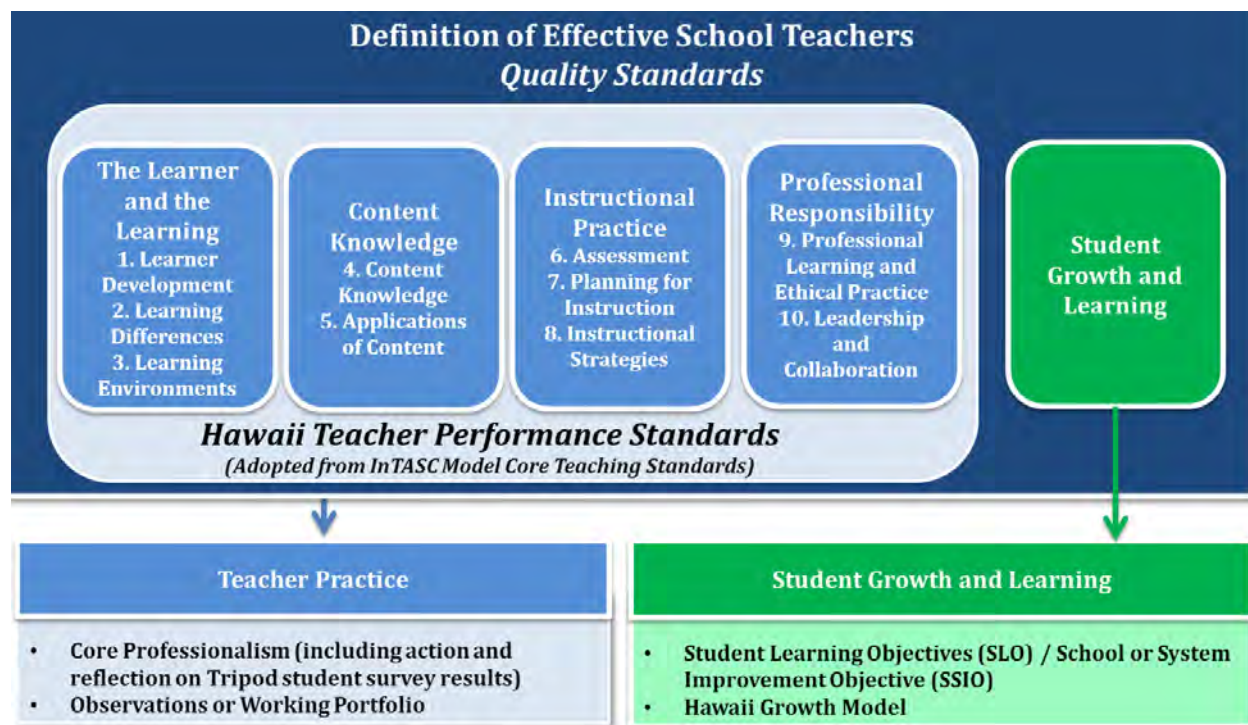 Definition of Effective School Teachers
Quality Standards
The Learner
and the
Learning
1. Learner
Development
2. Learning
Differences
3. Learning
Environments
Content
Knowledge
4. Content
Knowledge
5. Applications
of Content
Instructional
Practice
6. Assessment
7. Planning for
Instruction
8. Instructional
Strategies
Professional
Responsibility
9. Professional
Learning and
Ethical Practice
10. Leadership
and
Collaboration
Student
Growth and
Learning
Hawaii Teacher Performance Standards
(Adopted from InTASC Model Core Teaching Standards)
Teacher Practice
• Core Professionalism (including action and
reflection on Tripod student survey results)
• Observations or Working Portfolio
Student Growth and Learning
• Student Learning Objectives (SLO) / School or System
Improvement Objective (SSIO)
• Hawaii Growth Model